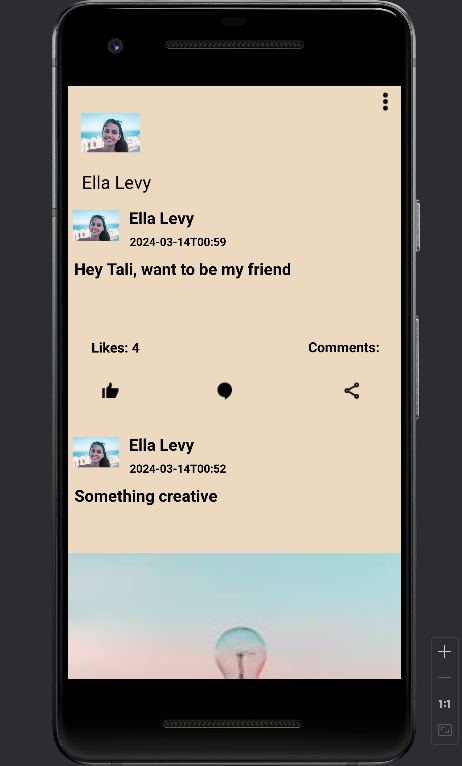 Ella Levy
Ella Levy
2024-03-14T00:59
Hey Tali, want to be my friend
Likes: 4
Comments:
Ella Levy
2024-03-14T00:52
Something creative
1:1